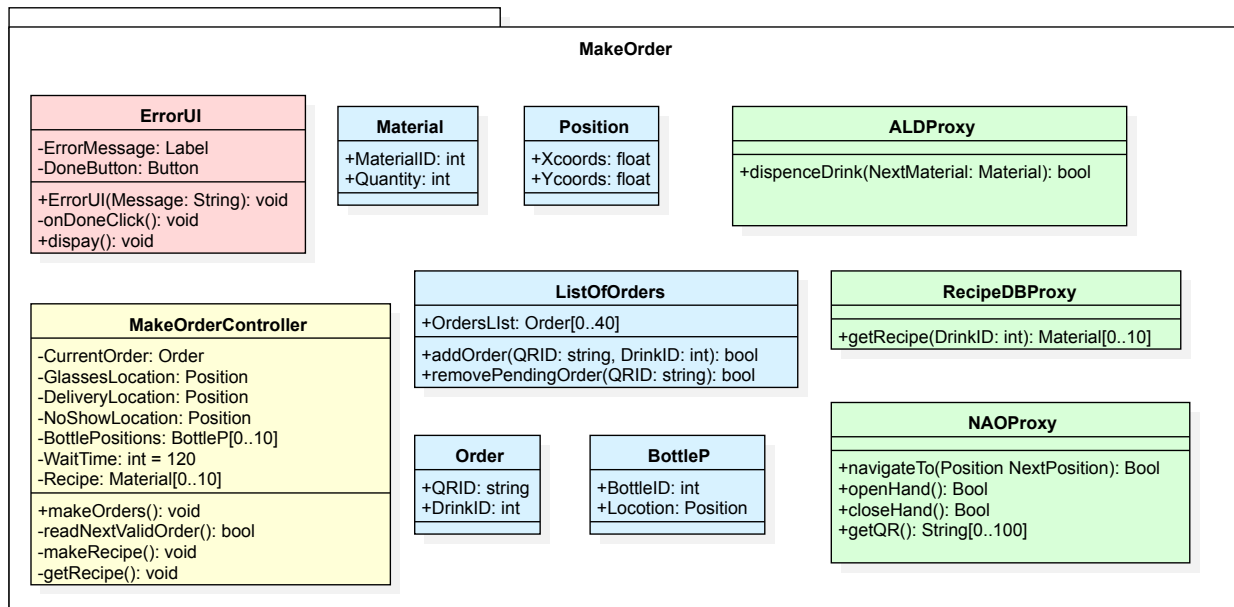 MakeOrder
ErrorUI
-ErrorMessage: Label
-DoneButton: Button
+ErrorUI(Message: String): void
-onDoneClick(): void
+dispay(): void
Material
+MaterialID: int
+Quantity: int
Position
+Xcoords: float
+Ycoords: float
ALDProxy
+dispenceDrink(NextMaterial: Material): bool
MakeOrderController
-CurrentOrder: Order
-GlassesLocation: Position
-DeliveryLocation: Position
-NoShowLocation: Position
-BottlePositions: BottleP[0..10]
-WaitTime: int = 120
-Recipe: Material[0..10]
+makeOrders(): void
-readNextValidOrder(): bool
-makeRecipe(): void
-getRecipe(): void
ListOfOrders
+OrdersLIst: Order[0..40]
+addOrder(QRID: string, DrinkID: int): bool
+removePendingOrder(QRID: string): bool
RecipeDBProxy
+getRecipe(DrinkID: int): Material[0..10]
Order
+QRID: string
+DrinkID: int
BottleP
+BottleID: int
+Locotion: Position
NAOProxy
+navigateTo(Position NextPosition): Bool
+openHand(): Bool
+closeHand(): Bool
+getQR(): String[0..100]